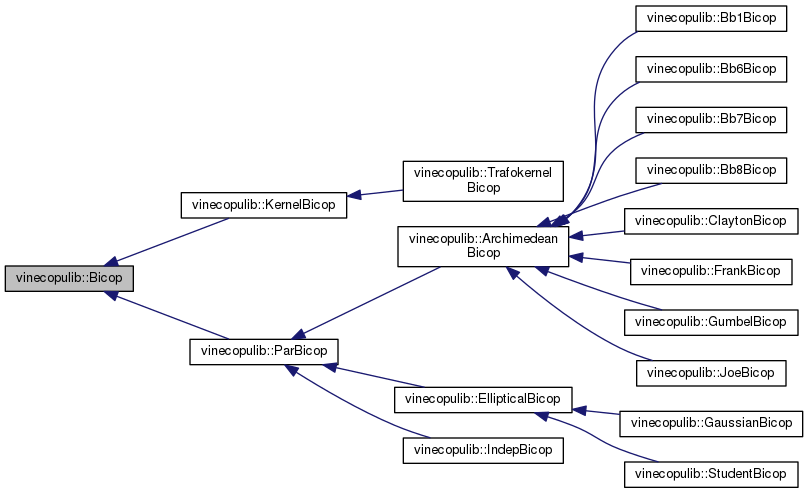 vinecopulib::Bicop
vinecopulib::KernelBicop
vinecopulib::ParBicop
vinecopulib::Trafokernel
Bicop
vinecopulib::Archimedean
Bicop
vinecopulib::EllipticalBicop
vinecopulib::IndepBicop
vinecopulib::Bb1Bicop
vinecopulib::Bb6Bicop
vinecopulib::Bb7Bicop
vinecopulib::Bb8Bicop
vinecopulib::ClaytonBicop
vinecopulib::FrankBicop
vinecopulib::GumbelBicop
vinecopulib::JoeBicop
vinecopulib::GaussianBicop
vinecopulib::StudentBicop